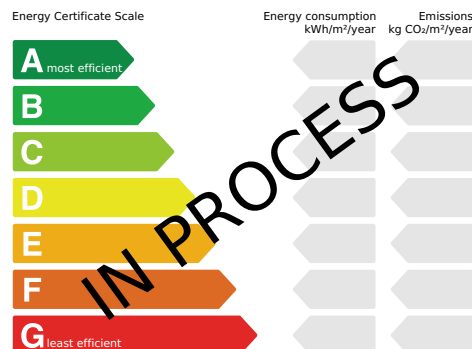 Energy Certificate Scale
Energy consumption
kWh/m²/year
Emissions
kg CO₂/m²/year
A most efficient
B
C
D
E
F
G least efficient
IN PROCESS